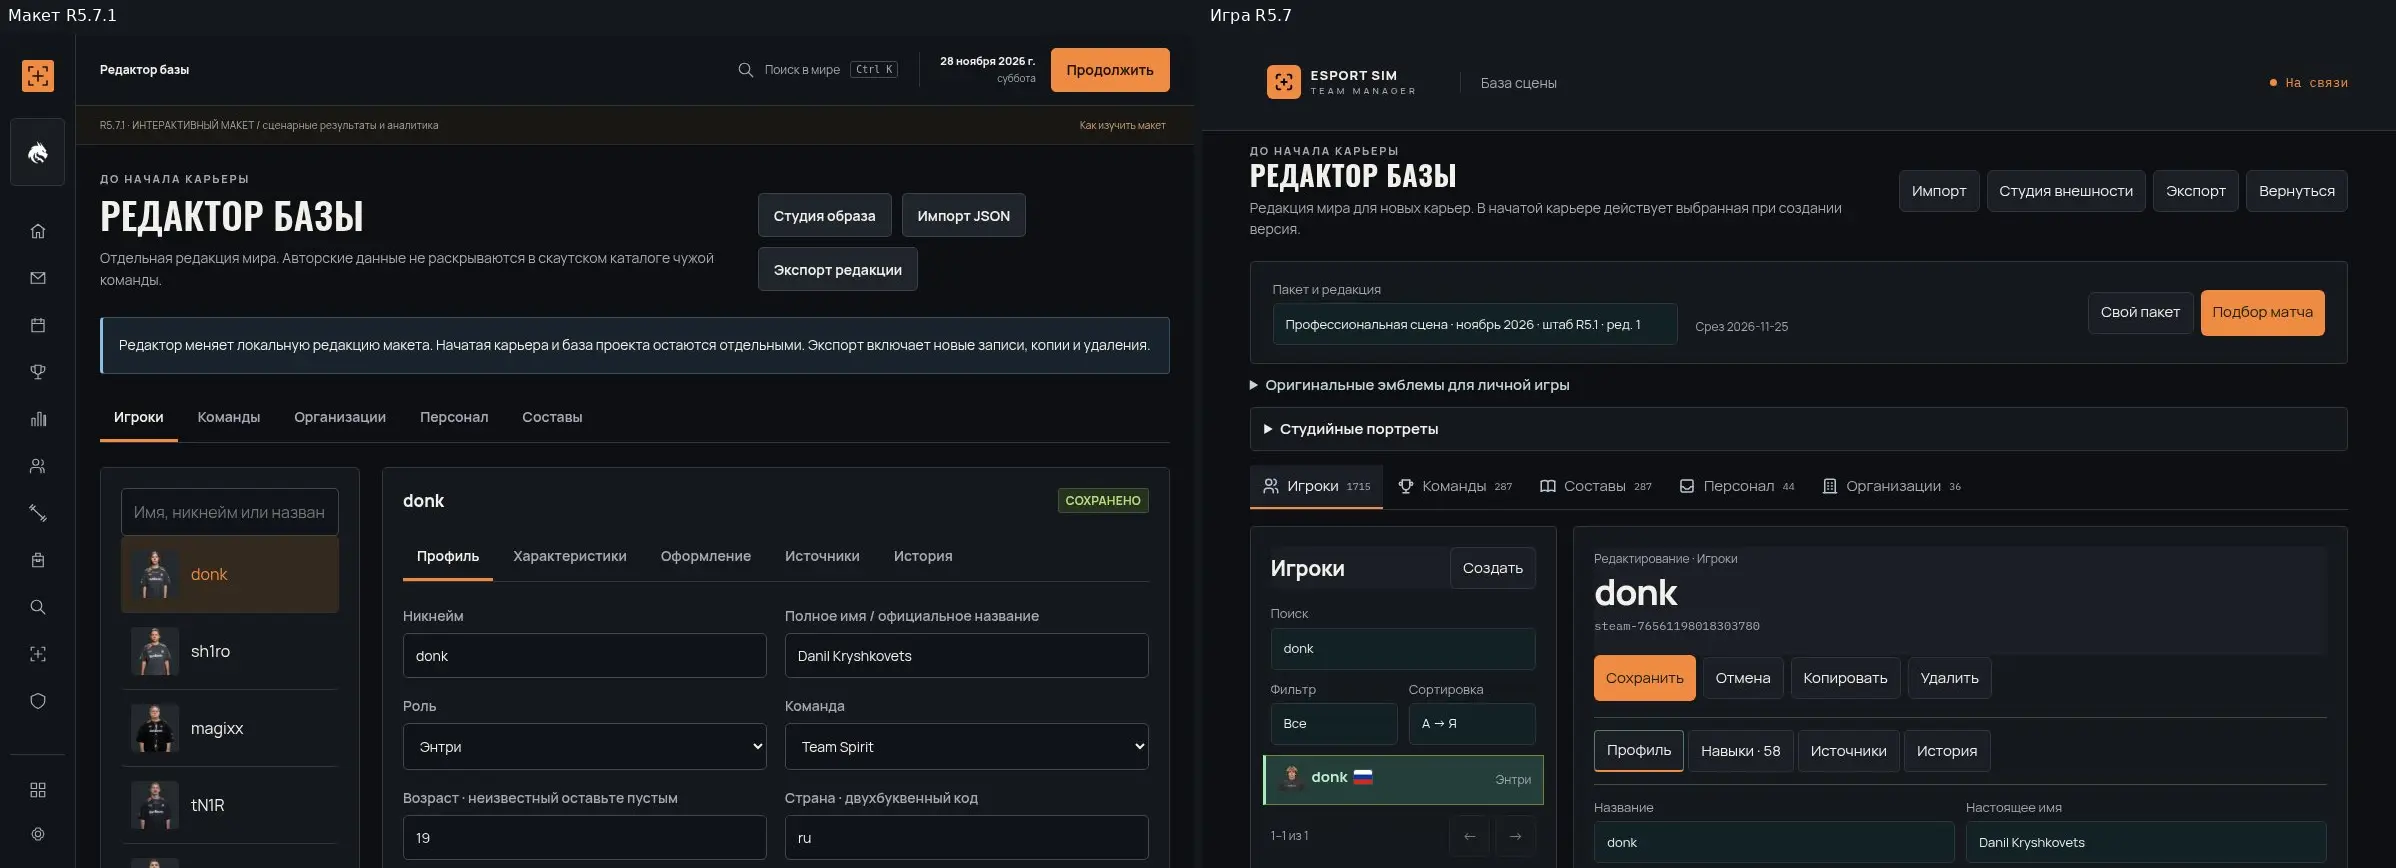 Макет R5.7.1
Редактор базы
Поиск в мире
Ctrl K
28 ноября 2026 г.
суббота
Продолжить
R5.7.1 · ИНТЕРАКТИВНЫЙ МАКЕТ / сценарные результаты и аналитика
Как изучить макет
ДО НАЧАЛА КАРЬЕРЫ
РЕДАКТОР БАЗЫ
Отдельная редакция мира. Авторские данные не раскрываются в скаутском каталоге чужой
команды.
Студия образа
Импорт JSON
Экспорт редакции
Редактор меняет локальную редакцию макета. Начатая карьера и база проекта остаются отдельными. Экспорт включает новые записи, копии и удаления.
Игроки
Команды
Организации
Персонал
Составы
Имя, никнейм или назван
donk
sh1ro
magixx
tN1R
donk
СОХРАНЕНО
Профиль
Характеристики
Оформление
Источники
История
Никнейм
Полное имя / официальное название
donk
Danil Kryshkovets
Роль
Команда
Энтри
Team Spirit
Возраст · неизвестный оставьте пустым
Страна · двухбуквенный код
19
ru
Игра R5.7
ESPORT SIM
TEAM MANAGER
База сцены
На связи
ДО НАЧАЛА КАРЬЕРЫ
РЕДАКТОР БАЗЫ
Редакция мира для новых карьер. В начатой карьере действует выбранная при создании
версия.
Импорт
Студия внешности
Экспорт
Вернуться
Пакет и редакция
Профессиональная сцена · ноябрь 2026 · штаб R5.1 · ред. 1
Срез 2026-11-25
Свой пакет
Подбор матча
Оригинальные эмблемы для личной игры
Студийные портреты
Игроки 1715
Команды 287
Составы 287
Персонал 44
Организации 36
Игроки
Создать
Поиск
donk
Фильтр
Сортировка
Все
А → Я
donk
Энтри
1–1 из 1
← →
Редактирование · Игроки
donk
steam-76561198018303780
Сохранить
Отмена
Копировать
Удалить
Профиль
Навыки · 58
Источники
История
Название
Настоящее имя
donk
Danil Kryshkovets